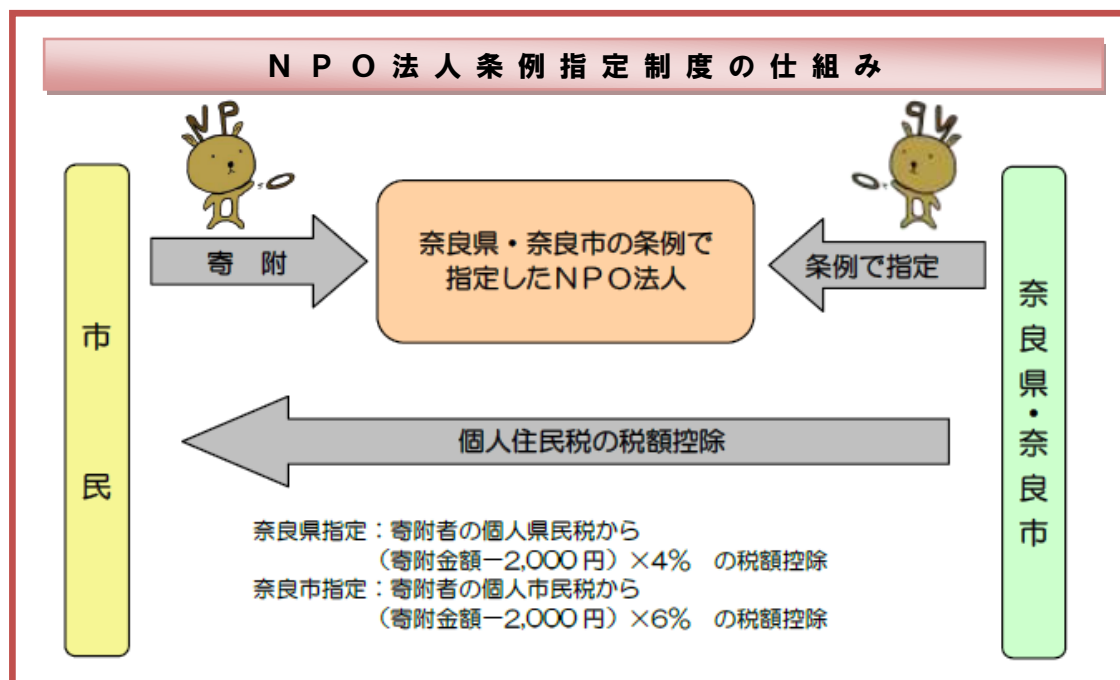 NPO法人条例指定制度の仕組み
NP
NP
市民
寄 附
奈良県・奈良市の条例で
指定したNPO法人
条例で指定
奈良県・奈良市
個人住民税の税額控除
奈良県指定：寄附者の個人県民税から
（寄附金額－2,000円）×4% の税額控除
奈良市指定：寄附者の個人市民税から
（寄附金額－2,000円）×6% の税額控除